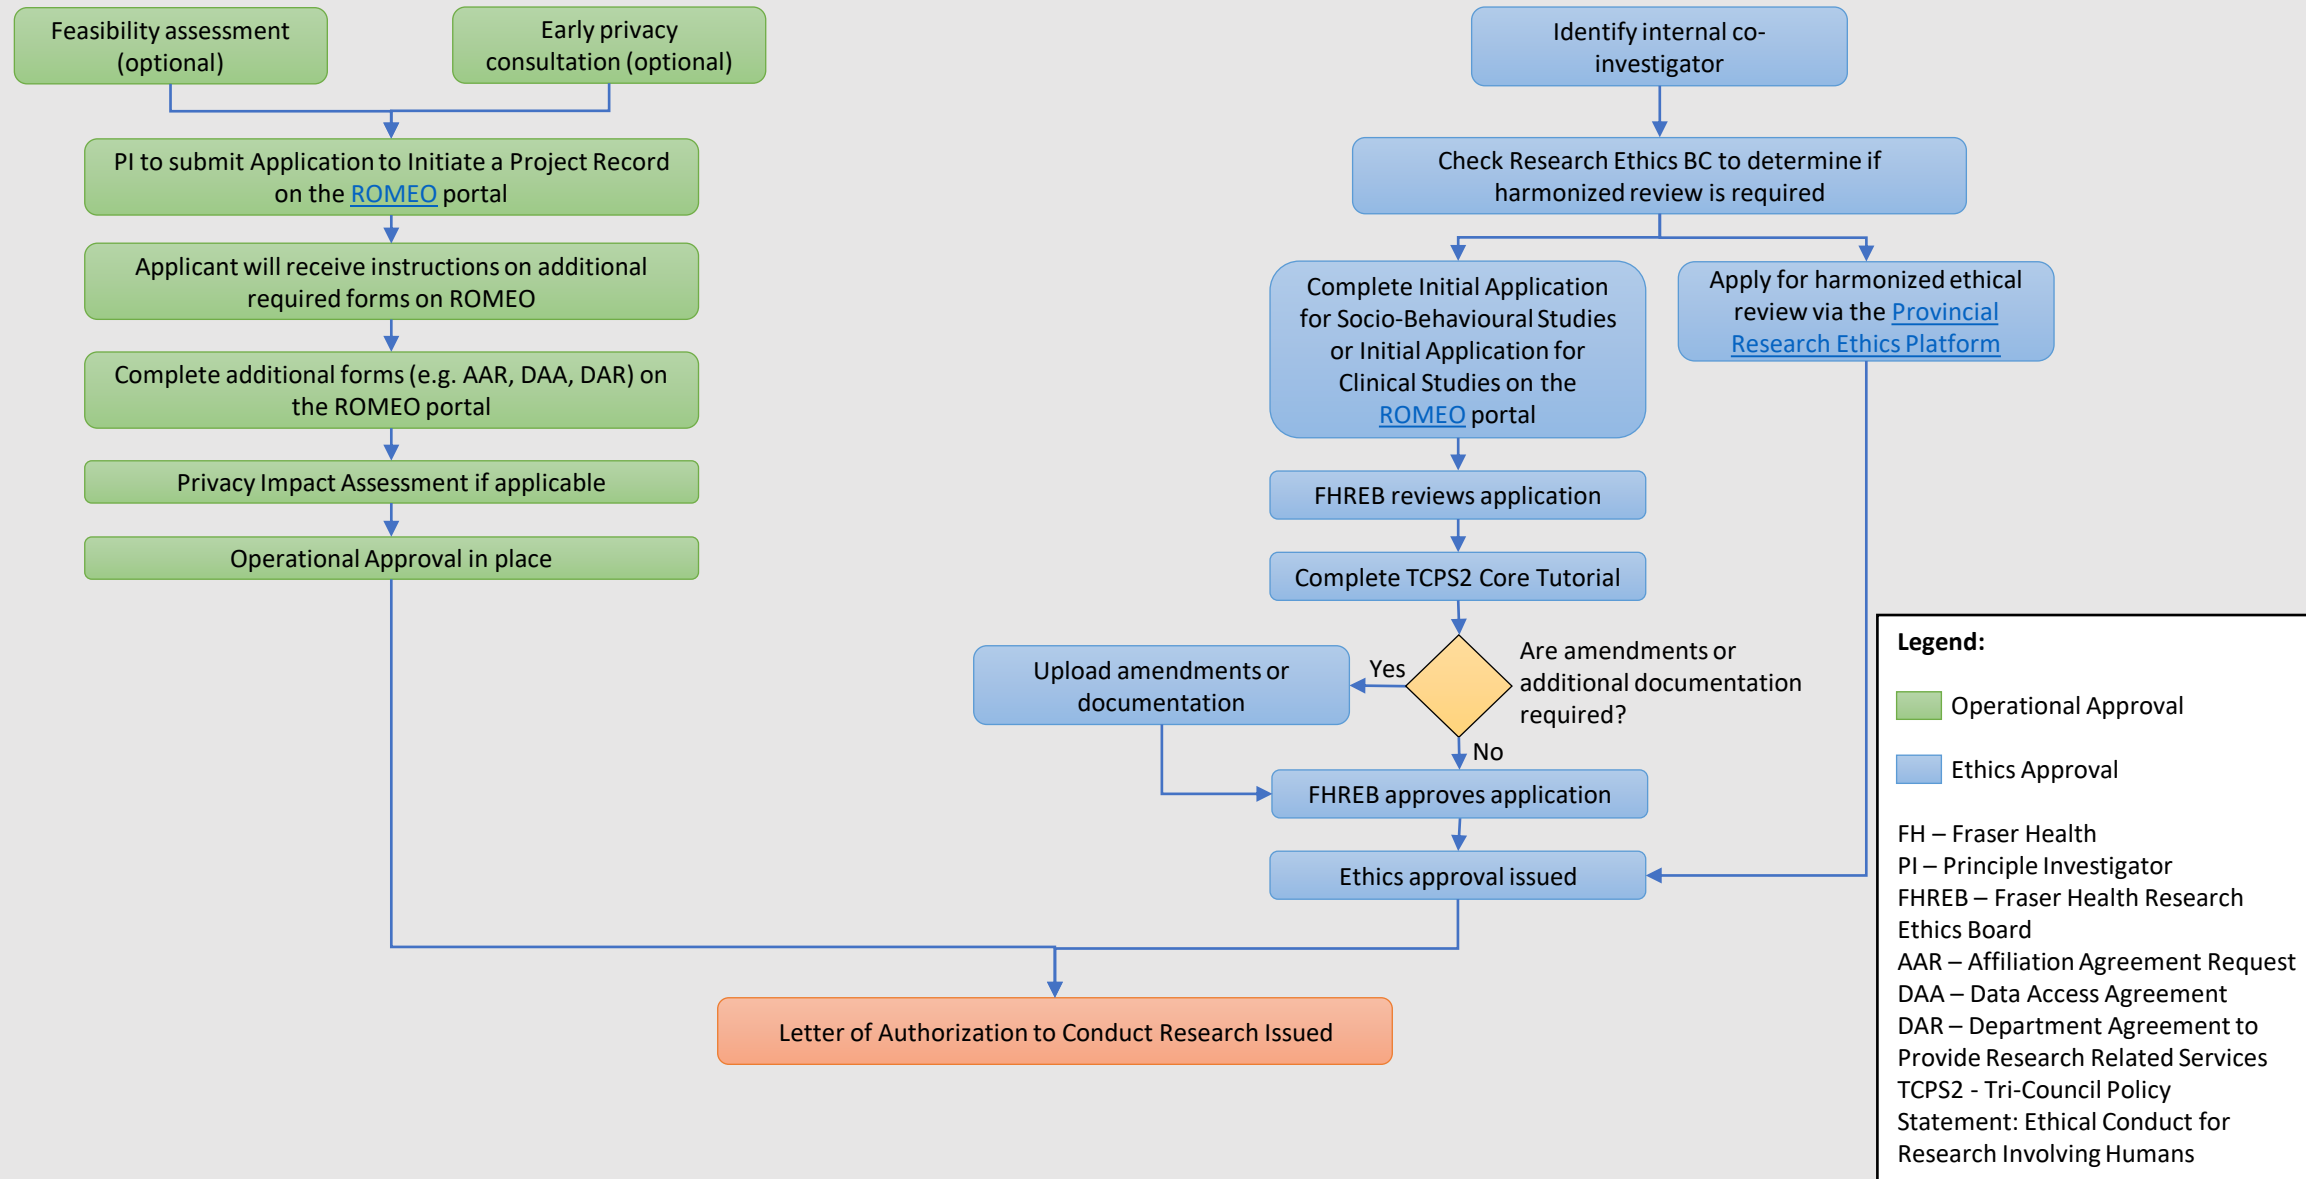 Feasibility assessment
(optional)
Early privacy
consultation (optional)
PI to submit Application to Initiate a Project Record
on the ROMEO portal
Applicant will receive instructions on additional
required forms on ROMEO
Complete additional forms (e.g. AAR, DAA, DAR) on
the ROMEO portal
Privacy Impact Assessment if applicable
Operational Approval in place
Identify internal co-
investigator
Check Research Ethics BC to determine if
harmonized review is required
Complete Initial Application
for Socio-Behavioural Studies
or Initial Application for
Clinical Studies on the
ROMEO portal
Apply for harmonized ethical
review via the Provincial
Research Ethics Platform
FHREB reviews application
Complete TCPS2 Core Tutorial
Are amendments or
additional documentation
required?
Yes
Upload amendments or
documentation
No
FHREB approves application
Ethics approval issued
Letter of Authorization to Conduct Research Issued
Legend:
Operational Approval
Ethics Approval
FH – Fraser Health
PI – Principle Investigator
FHREB – Fraser Health Research
Ethics Board
AAR – Affiliation Agreement Request
DAA – Data Access Agreement
DAR – Department Agreement to
Provide Research Related Services
TCPS2 - Tri-Council Policy
Statement: Ethical Conduct for
Research Involving Humans